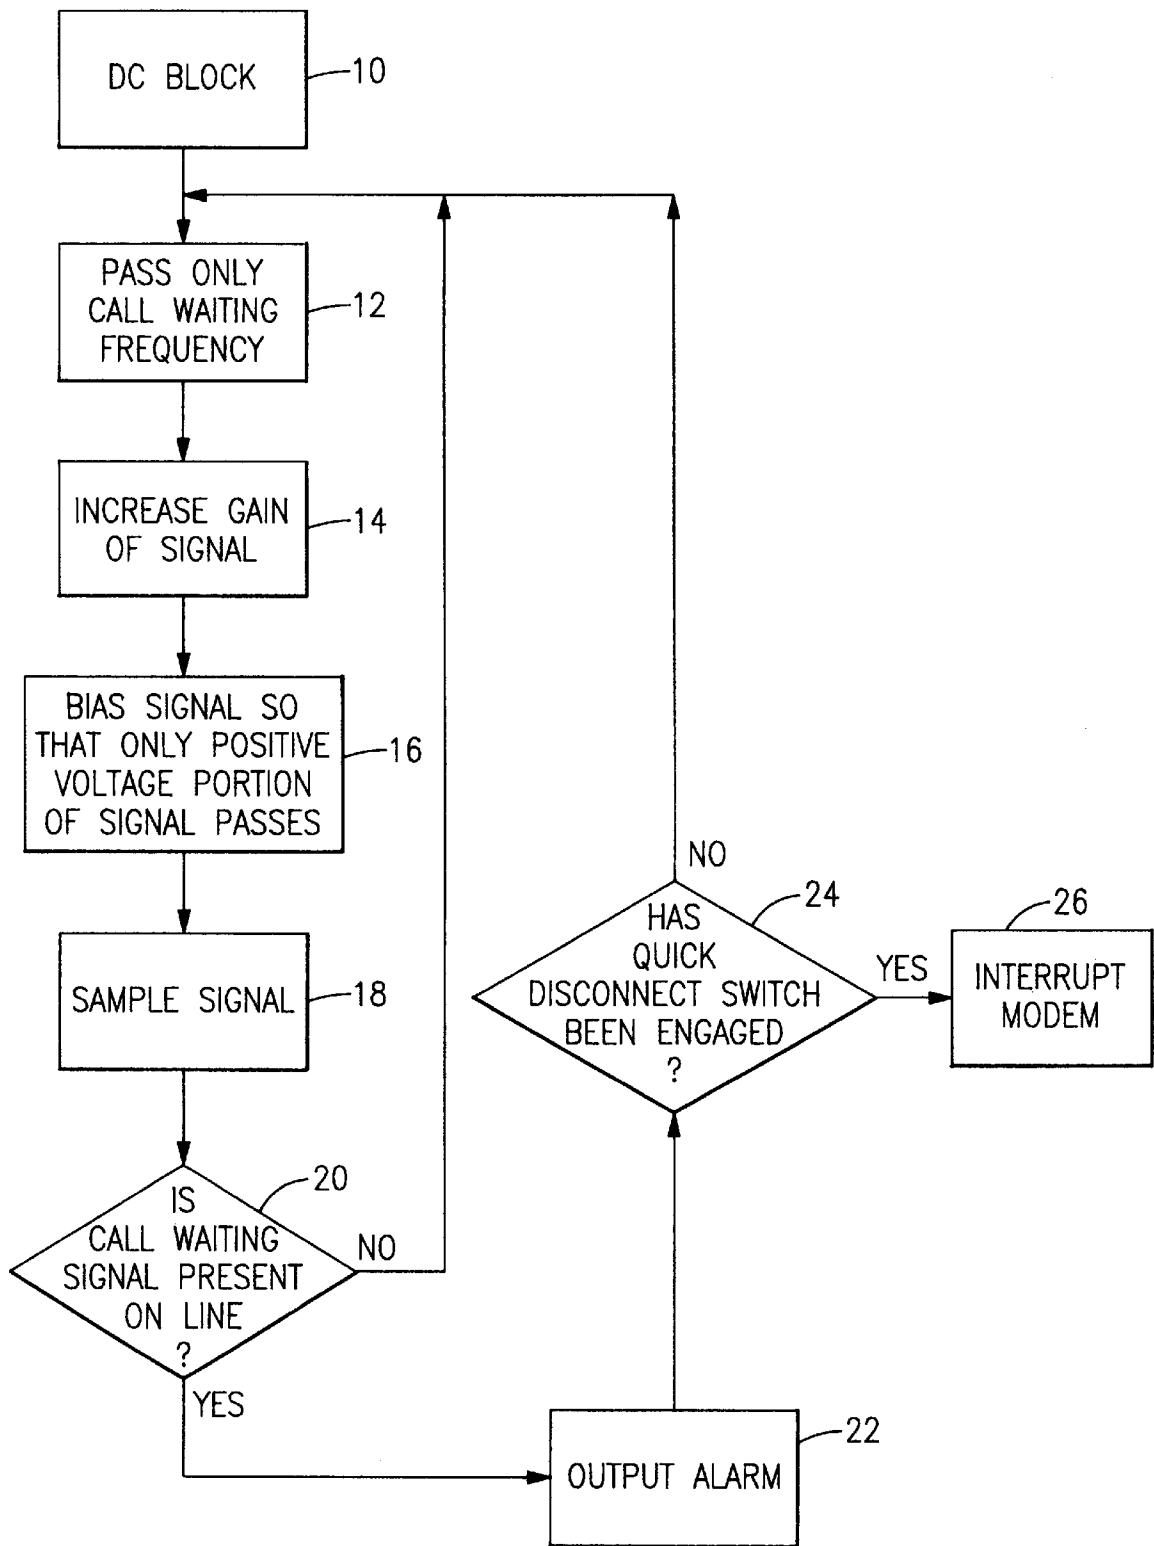 DC BLOCK
10
PASS ONLY
CALL WAITING
FREQUENCY
12
INCREASE GAIN
OF SIGNAL
14
BIAS SIGNAL SO
THAT ONLY POSITIVE
VOLTAGE PORTION
OF SIGNAL PASSES
16
SAMPLE SIGNAL
18
IS
CALL WAITING
SIGNAL PRESENT
ON LINE
?
20
NO
YES
OUTPUT ALARM
22
HAS
QUICK
DISCONNECT SWITCH
BEEN ENGAGED
?
24
NO
YES
INTERRUPT
MODEM
26